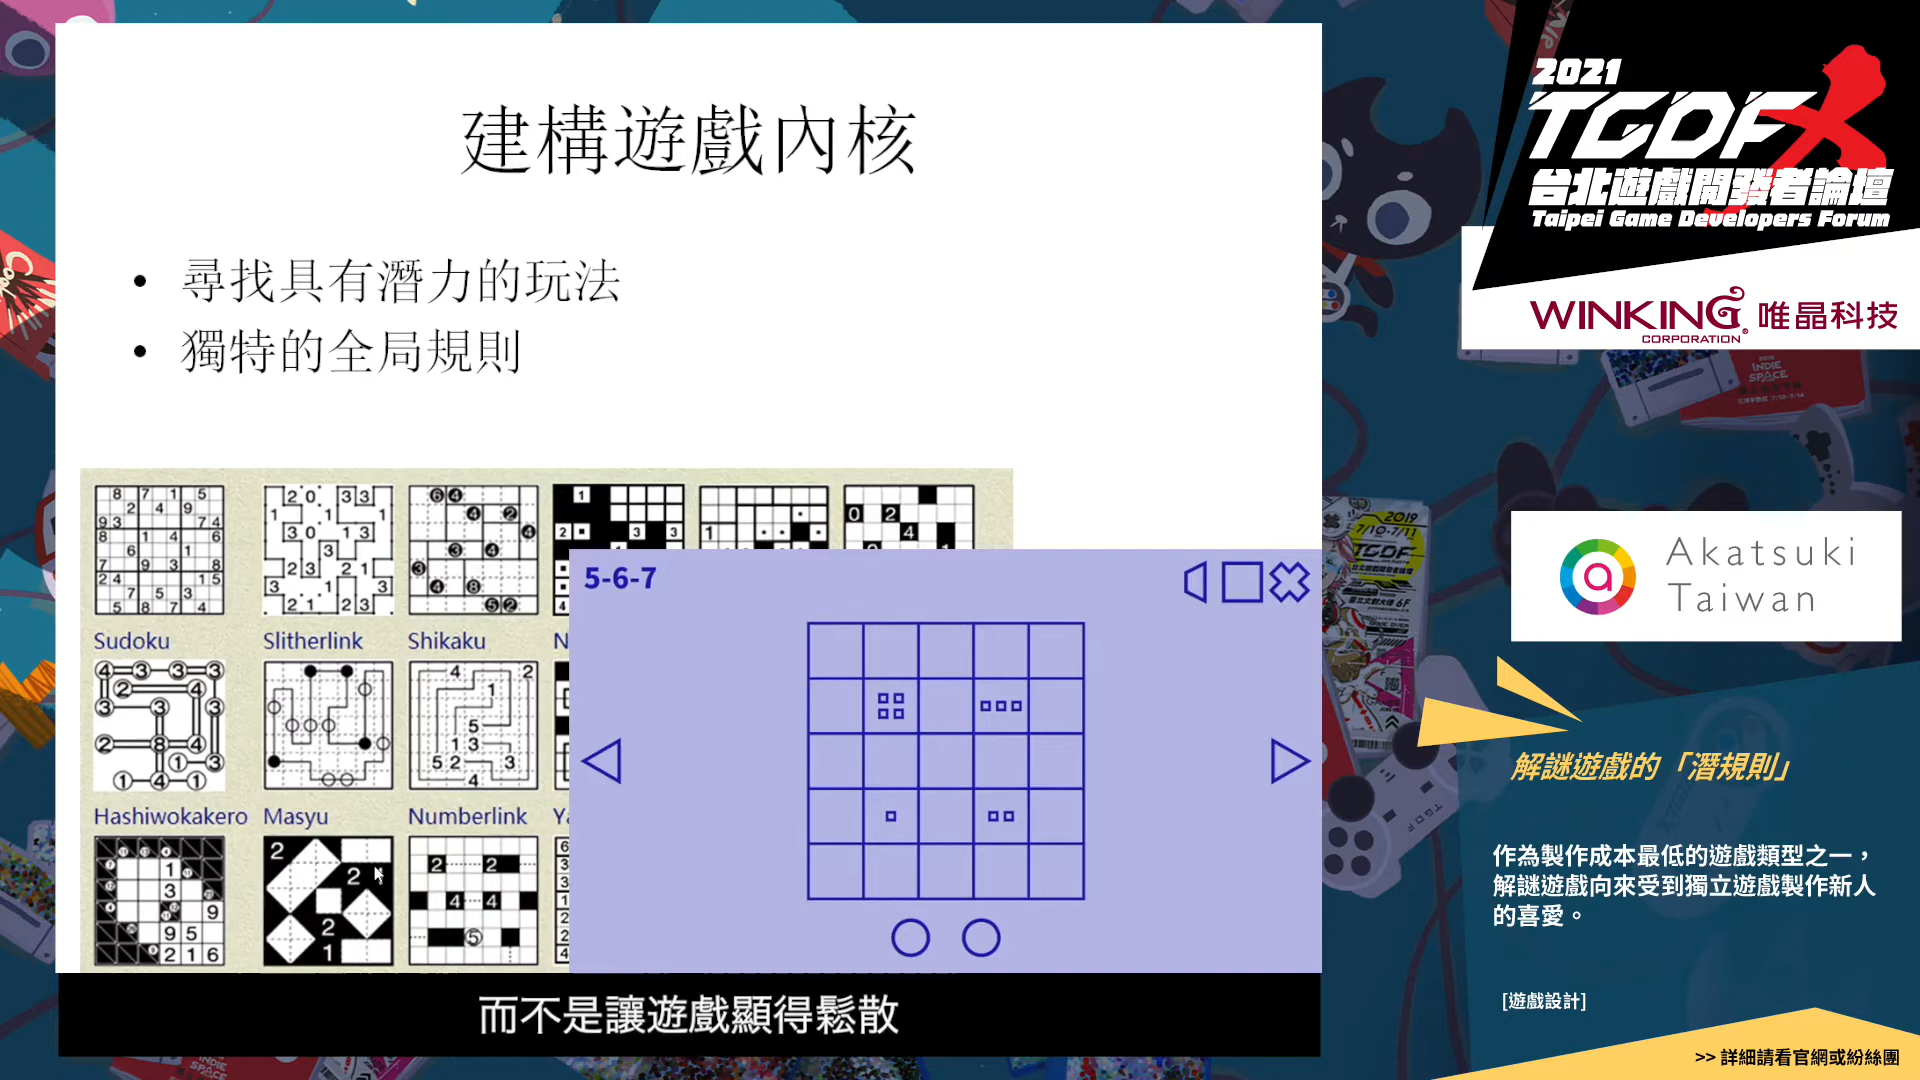 建構遊戲內核
• 尋找具有潛力的玩法
• 獨特的全局規則
Sudoku
Slitherlink
Shikaku
Hashiwokakero
Masyu
Numberlink
5-6-7
而不是讓遊戲顯得鬆散
2021
TGDF
台北遊戲開發者論壇
Taipei Game Developers Forum
WINKING 唯晶科技
CORPORATION
Akatsuki
Taiwan
解謎遊戲的「潛規則」
作為製作成本最低的遊戲類型之一，
解謎遊戲向來受到獨立遊戲製作新人
的喜愛。
[遊戲設計]
>> 詳細請看官網或紛絲團